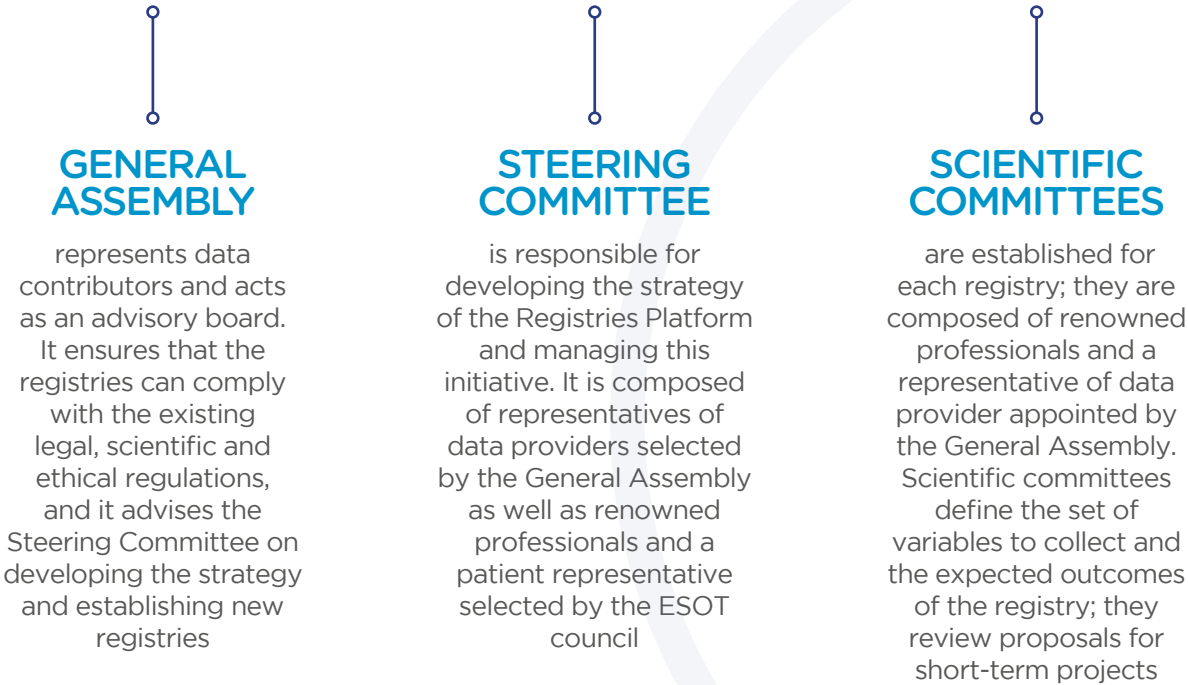 GENERAL
ASSEMBLY
represents data
contributors and acts
as an advisory board.
It ensures that the
registries can comply
with the existing
legal, scientific and
ethical regulations,
and it advises the
Steering Committee on
developing the strategy
and establishing new
registries
STEERING
COMMITTEE
is responsible for
developing the strategy
of the Registries Platform
and managing this
initiative. It is composed
of representatives of
data providers selected
by the General Assembly
as well as renowned
professionals and a
patient representative
selected by the ESOT
council
SCIENTIFIC
COMMITTEES
are established for
each registry; they are
composed of renowned
professionals and a
representative of data
provider appointed by
the General Assembly.
Scientific committees
define the set of
variables to collect and
the expected outcomes
of the registry; they
review proposals for
short-term projects